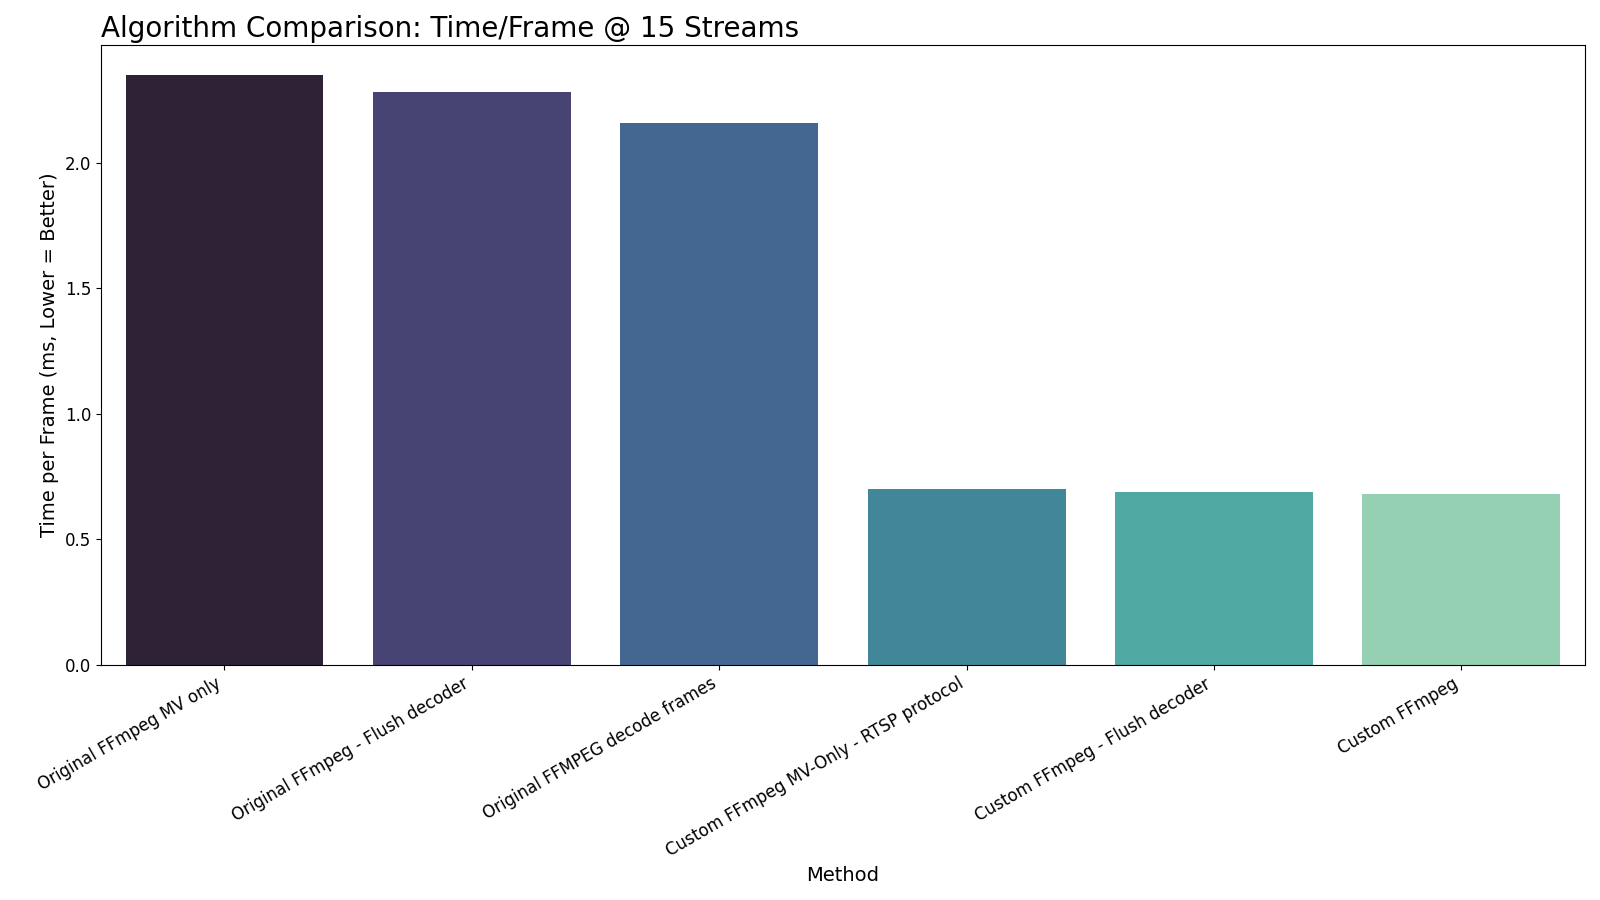 Algorithm Comparison: Time/Frame @ 15 Streams
Time per Frame (ms, Lower = Better)
2.0
1.5
1.0
0.5
0.0
Original FFmpeg MV only
Original FFmpeg - Flush decoder
Original FFMPEG decode frames
Custom FFmpeg MV-Only - RTSP protocol
Custom FFmpeg - Flush decoder
Custom FFmpeg
Method